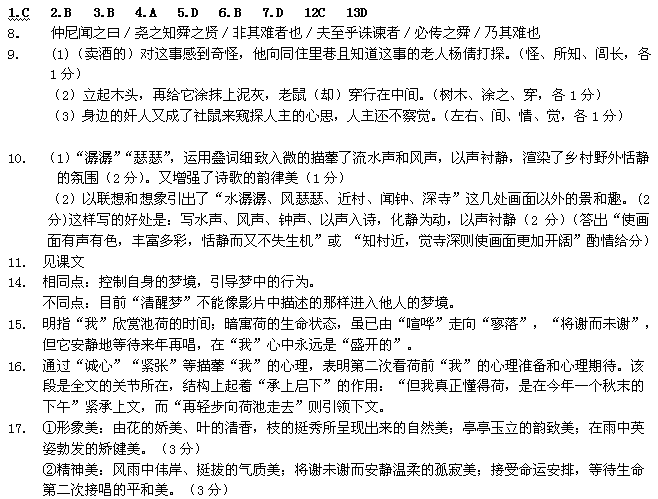 1.C 2.B 3.B 4.A 5.D 6.B 7.D 12C 13D
8. 仲尼闻之曰/尧之知舜之贤/非其难者也/夫至乎诛谏者/必传之舜/乃其难也
9. (1)(卖酒的)对这事感到奇怪，他向同住里巷且知道这事的老人杨倩打探。(怪、所知、闾长，各
1分)
(2) 立起木头，再给它涂抹上泥灰，老鼠(却)穿行在中间。(树木、涂之、穿，各1分)
(3) 身边的奸人又成了社鼠来窥探人主的心思，人主还不察觉。(左右、间、情、觉，各1分)
10. (1)“潺潺”“瑟瑟”，运用叠词细致入微的描摹了流水声和风声，以声衬静，渲染了乡村野外恬静
的氛围(2分)。又增强了诗歌的韵律美(1分)
(2) 以联想和想象引出了“水潺潺、风瑟瑟、近村、闻钟、深寺”这几处画面以外的景和趣。(2
分)这样写的好处是：写水声、风声、钟声、以声入诗，化静为动，以声衬静(2分)(答出“使画
面有声有色，丰富多彩，恬静而又不失生机”或 “知村近，觉寺深则使画面更加开阔”酌情给分)
11. 见课文
14. 相同点：控制自身的梦境，引导梦中的行为。
不同点：目前“清醒梦”不能像影片中描述的那样进入他人的梦境。
15. 明指“我”欣赏池荷的时间；暗寓荷的生命状态，虽已由“喧哗”走向“寥落”，“将谢而未谢”，
但它安静地等待来年再唱，在“我”心中永远是“盛开的”。
16. 通过“诚心”“紧张”等描摹“我”的心理，表明第二次看荷前“我”的心理准备和心理期待。该
段是全文的关节所在，结构上起着“承上启下”的作用：“但我真正懂得荷，是在今年一个秋末的
下午”紧承上文，而“再轻步向荷池走去”则引领下文。
17. ①形象美：由花的娇美、叶的清香，枝的挺秀所呈现出来的自然美；亭亭玉立的韵致美；在雨中英
姿勃发的矫健美。(3分)
②精神美：风雨中伟岸、挺拔的气质美；将谢未谢而安静温柔的孤寂美；接受命运安排，等待生命
第二次接唱的平和美。(3分)